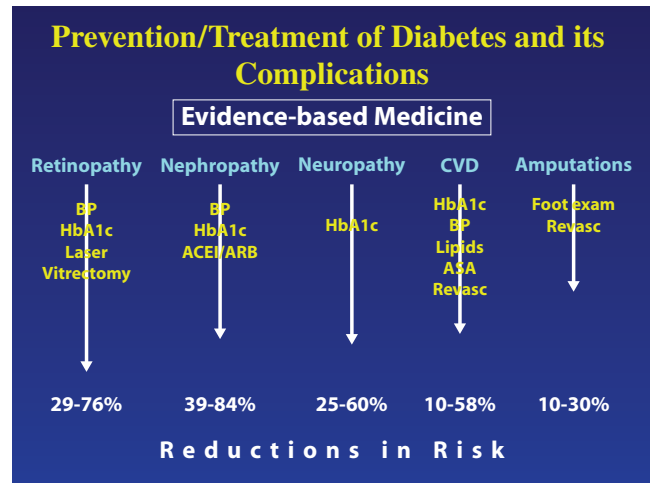 Prevention/Treatment of Diabetes and its
Complications
Evidence-based Medicine
Retinopathy Nephropathy Neuropathy CVD Amputations
BP
HbA1c
Laser
Vitrectomy
BP
HbA1c
ACEI/ARB
HbA1c
HbA1c
BP
Lipids
ASA
Revasc
Foot exam
Revasc
29-76% 39-84% 25-60% 10-58% 10-30%
Reductions in Risk